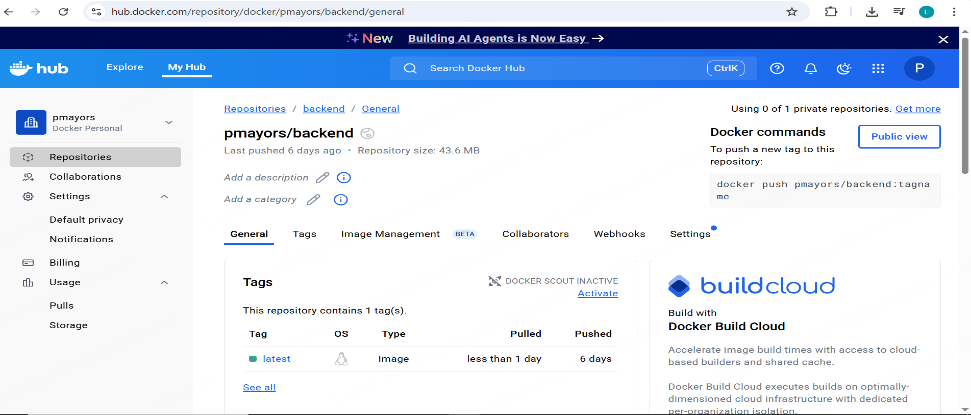 hub.docker.com/repository/docker/pmayors/backend/general
L
New Building AI Agents is Now Easy →
hub
Explore
My Hub
Search Docker Hub
CtrlK
P
pmayors
Docker Personal
Repositories
Collaborations
Settings
Default privacy
Notifications
Billing
Usage
Pulls
Storage
Repositories / backend / General
Using 0 of 1 private repositories. Get more
pmayors/backend
Last pushed 6 days ago • Repository size: 43.6 MB
Add a description
Add a category
Docker commands
Public view
To push a new tag to this
repository:
docker push pmayors/backend:tagna
me
General
Tags
Image Management BETA
Collaborators
Webhooks
Settings
Tags
DOCKER SCOUT INACTIVE
Activate
This repository contains 1 tag(s).
Tag OS Type Pulled Pushed
latest Image less than 1 day 6 days
See all
buildcloud
Build with
Docker Build Cloud
Accelerate image build times with access to cloud-
based builders and shared cache.
Docker Build Cloud executes builds on optimally-
dimensioned cloud infrastructure with dedicated
per-organization isolation.